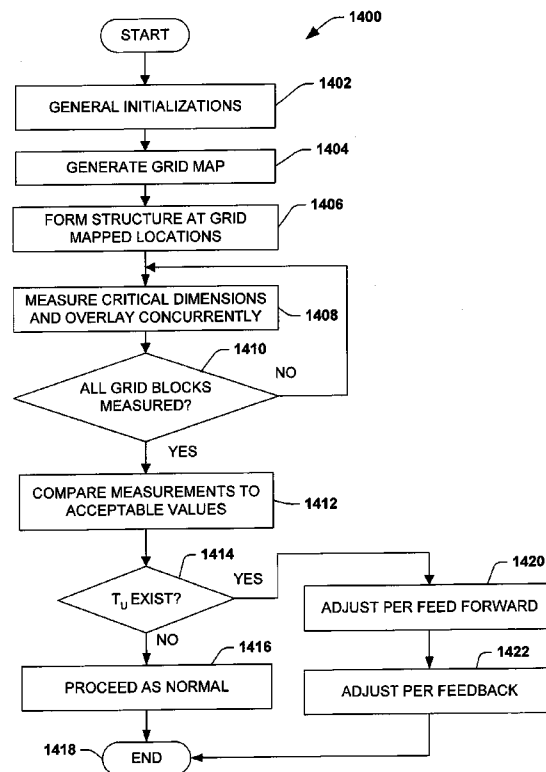 1400
START
1402
GENERAL INITIALIZATIONS
1404
GENERATE GRID MAP
1406
FORM STRUCTURE AT GRID
MAPPED LOCATIONS
MEASURE CRITICAL DIMENSIONS
AND OVERLAY CONCURRENTLY
1408
1410
NO
ALL GRID BLOCKS
MEASURED?
YES
COMPARE MEASUREMENTS TO
ACCEPTABLE VALUES
1412
1414
YES
TU EXIST?
NO
1420
ADJUST PER FEED FORWARD
1416
PROCEED AS NORMAL
1422
ADJUST PER FEEDBACK
1418
END